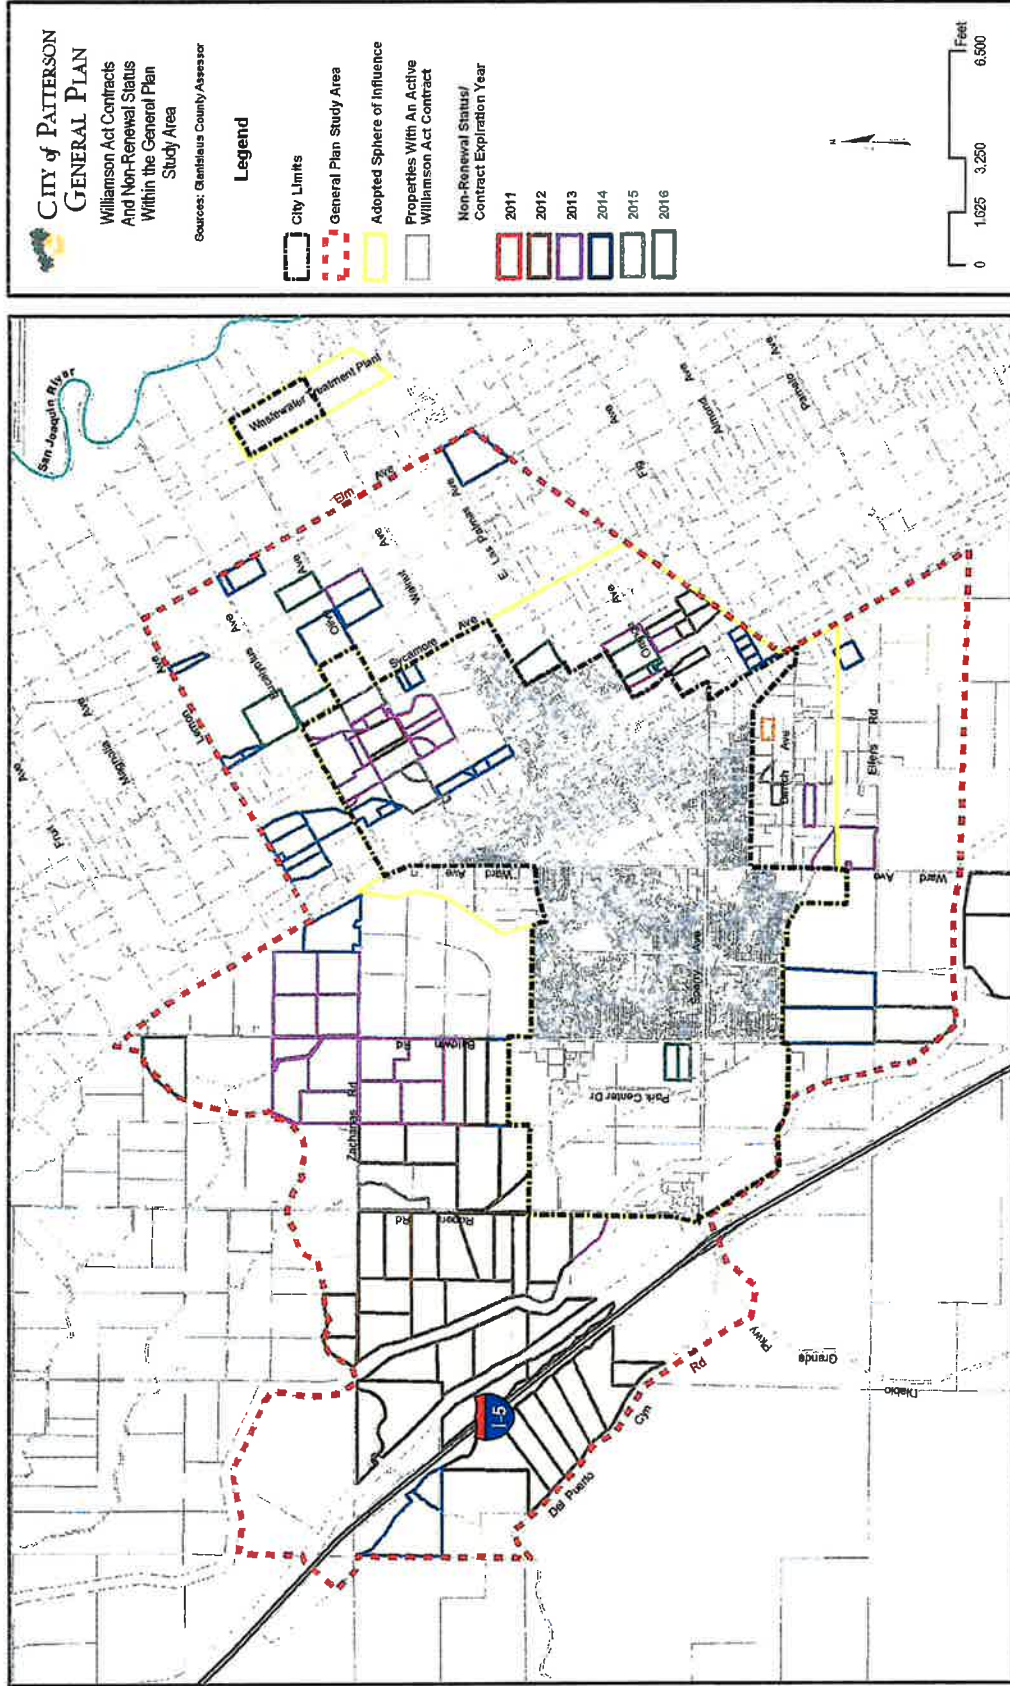 CITY of PATTERSON
GENERAL PLAN
Williamson Act Contracts
And Non-Renewal Status
Within the General Plan
Study Area
Sources: Stanislaus County Assessor
Legend
City Limits
General Plan Study Area
Adopted Sphere of Influence
Properties With An Active
Williamson Act Contract
Non-Renewal Status/
Contract Expiration Year
2011
2012
2013
2014
2015
2016
N
0
1,625
3,250
6,500
Feet
San Joaquin River
Wastewater Treatment Plant
Elm
Ave
Ave
Fruit
Ave
Magnolia
Lemon
Ave
Eucalyptus
Ave
Olive
Ave
Walnut
Ave
E Las Palmas
Ave
Sycamore
Ave
Orange
Ave
Fig
Ave
Almond
Ave
Pomelo
Ave
Ward
Ave
Zacharias
Rd
Baldwin
Rd
Rogers
Rd
Park Center Dr
Sperry
Ave
Bartch
Ave
Eilers
Rd
Ward
Ave
I-5
Del Puerto
Cyn
Rd
Diablo
Grande
Pkwy